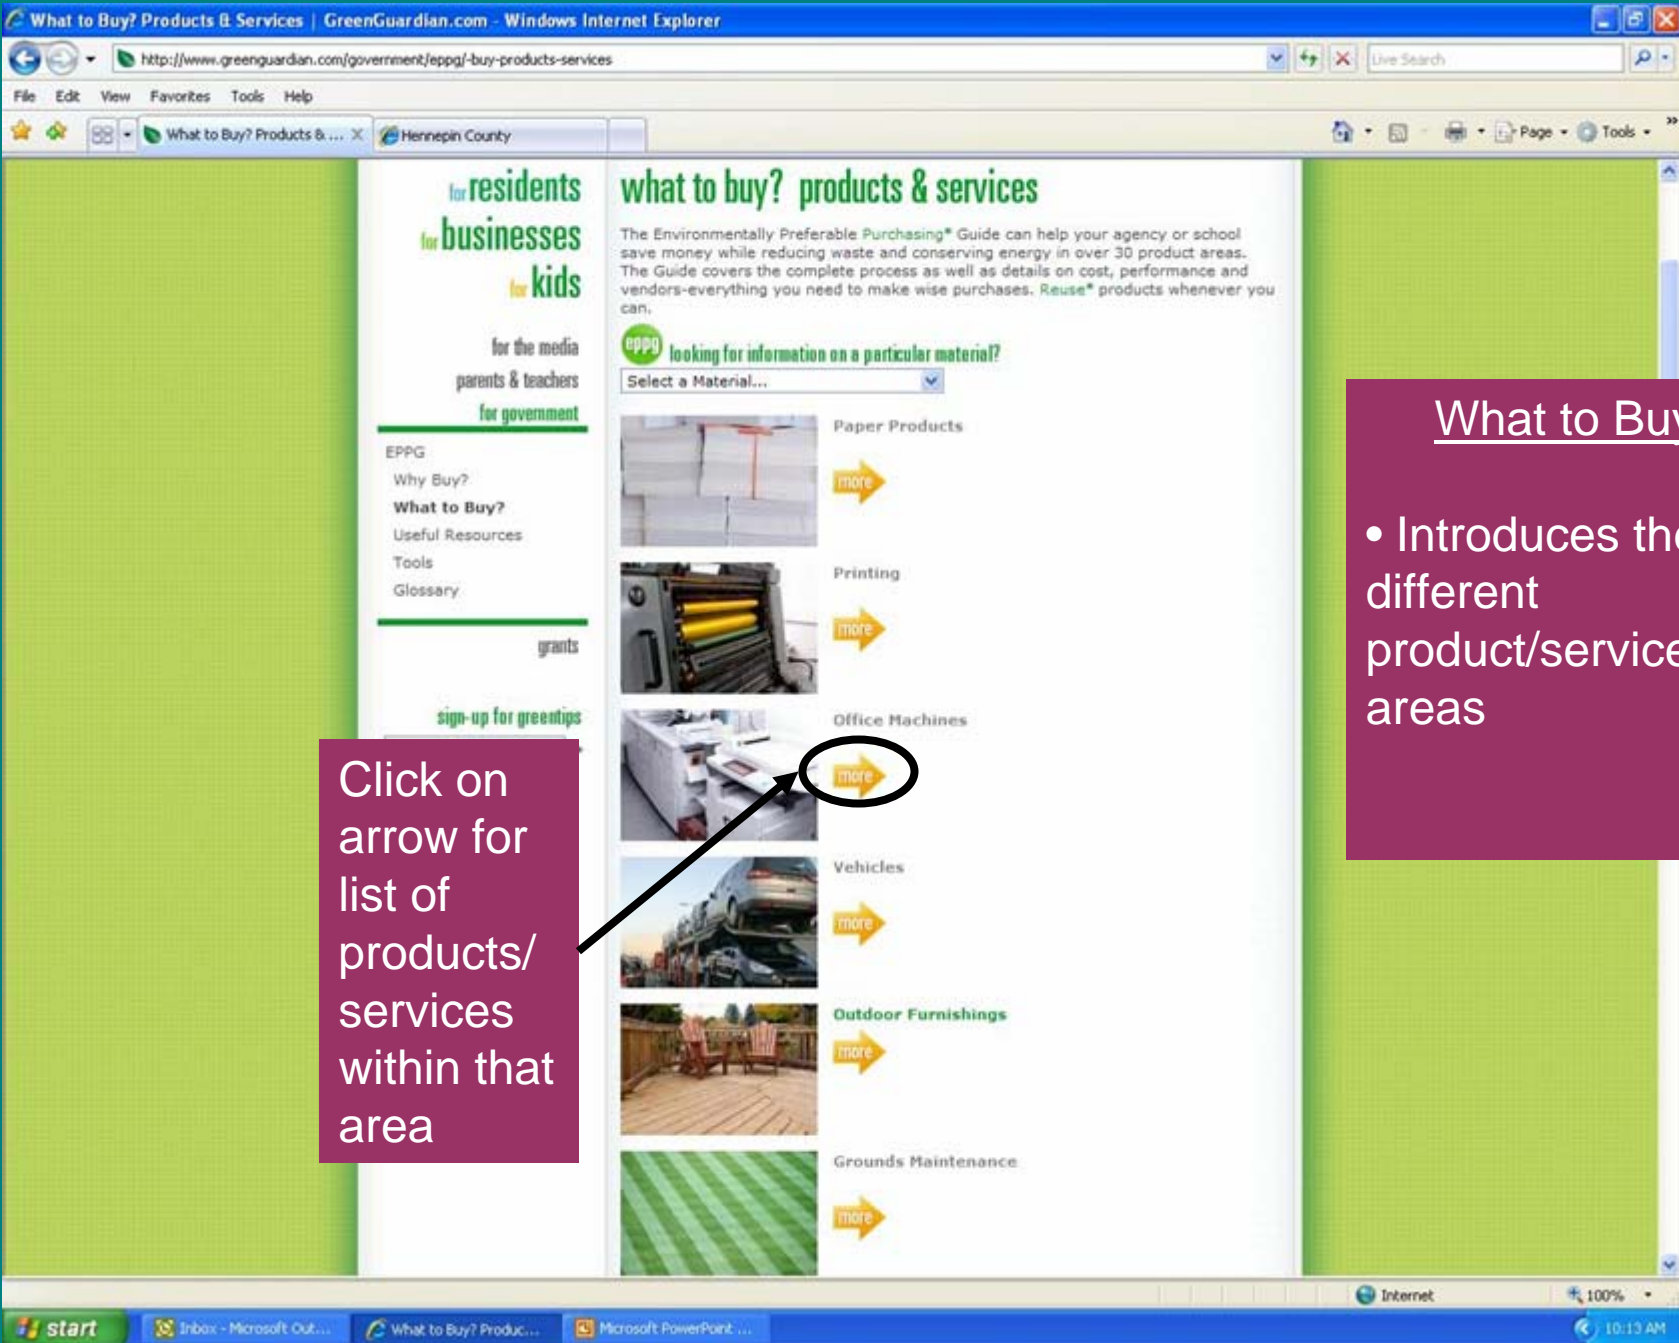 What to Buy? Products & Services | GreenGuardian.com - Windows Internet Explorer
http://www.greenguardian.com/government/eppg/-buy-products-services
Live Search
File Edit View Favorites Tools Help
What to Buy? Products & ...
Hennepin County
Page
Tools
for residents
for businesses
for kids
for the media
parents & teachers
for government
EPPG
Why Buy?
What to Buy?
Useful Resources
Tools
Glossary
grants
sign-up for greentips
what to buy? products & services
The Environmentally Preferable Purchasing* Guide can help your agency or school
save money while reducing waste and conserving energy in over 30 product areas.
The Guide covers the complete process as well as details on cost, performance and
vendors-everything you need to make wise purchases. Reuse* products whenever you
can.
eppg looking for information on a particular material?
Select a Material...
Paper Products
more
Printing
more
Office Machines
more
Vehicles
more
Outdoor Furnishings
more
Grounds Maintenance
more
Click on
arrow for
list of
products/
services
within that
area
What to Buy
• Introduces the
different
product/service
areas
Internet
100%
start
Inbox - Microsoft Out...
What to Buy? Produc...
Microsoft PowerPoint ...
10:13 AM